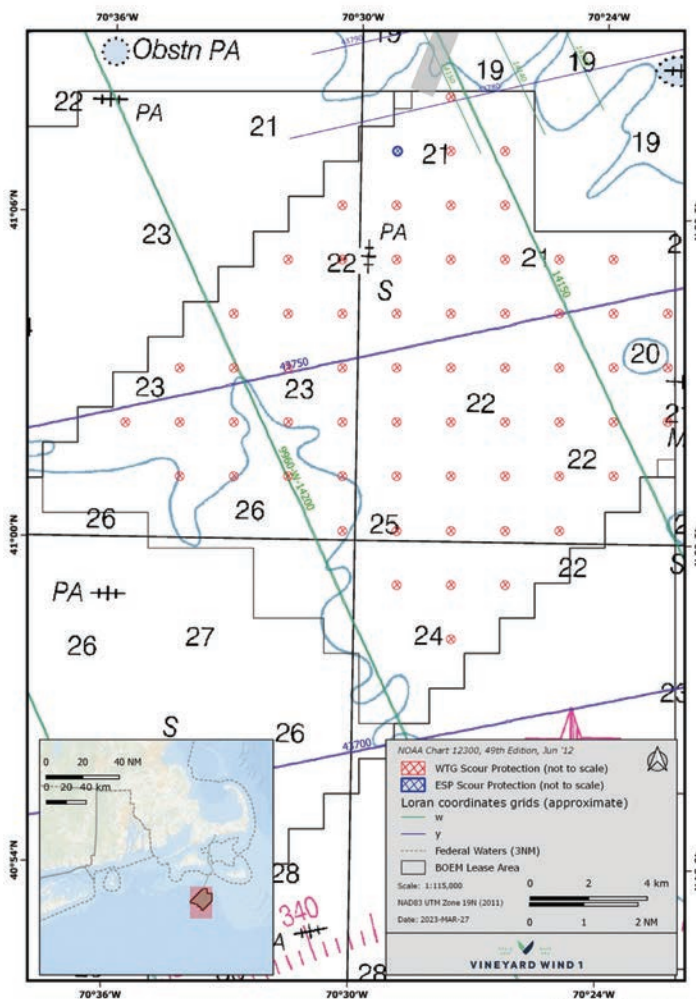 70°36'W
70°30'W
70°24'W
Obstn PA
19
43790
14150
14140
19
19
22
PA
21
43780
19
21
41°06'N
23
PA
22
S
21
14150
43750
20
23
23
22
M
9960-W-14200
22
26
26
25
41°00'N
22
S
PA
24
26
27
S
26
43700
23
0 20 40 NM
0 20 40 km
40°54'N
28
340
28
NOAA Chart 12300, 49th Edition, Jun '12
WTG Scour Protection (not to scale)
ESP Scour Protection (not to scale)
Loran coordinates grids (approximate)
w
y
Federal Waters (3NM)
BOEM Lease Area
Scale: 1:115,000
0 2 4 km
NAD83 UTM Zone 19N (2011)
Date: 2023-MAR-27
0 1 2 NM
VINEYARD WIND 1
70°36'W
70°30'W
70°24'W